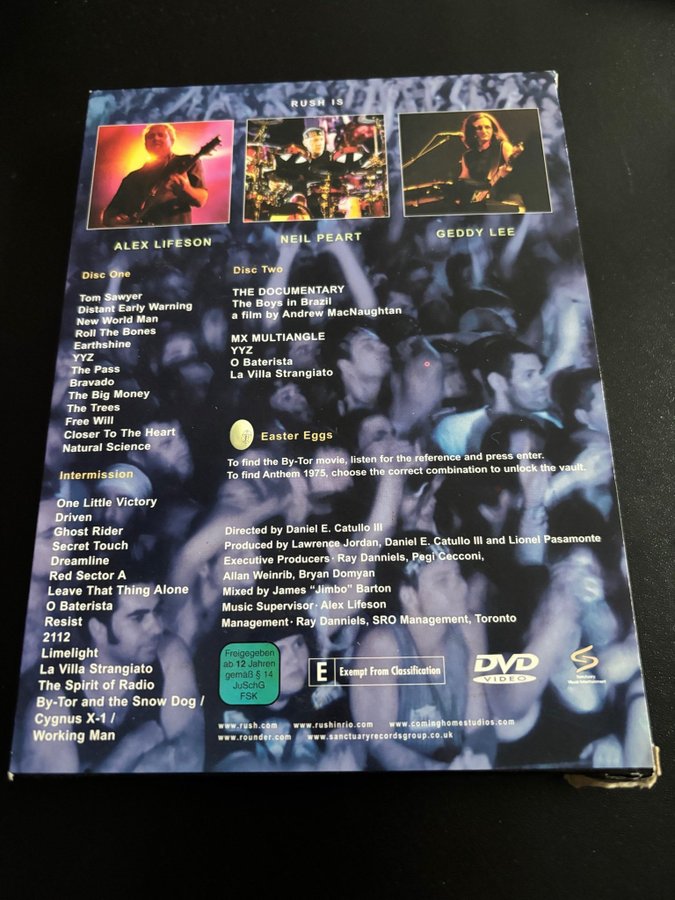 RUSH IS
ALEX LIFESON
NEIL PEART
GEDDY LEE
Disc One
Tom Sawyer
Distant Early Warning
New World Man
Roll The Bones
Earthshine
YYZ
The Pass
Bravado
The Big Money
The Trees
Free Will
Closer To The Heart
Natural Science
Intermission
One Little Victory
Driven
Ghost Rider
Secret Touch
Dreamline
Red Sector A
Leave That Thing Alone
O Baterista
Resist
2112
Limelight
La Villa Strangiato
The Spirit of Radio
By-Tor and the Snow Dog /
Cygnus X-1 /
Working Man
Disc Two
THE DOCUMENTARY
The Boys in Brazil
a film by Andrew MacNaughtan
MX MULTIANGLE
YYZ
O Baterista
La Villa Strangiato
Easter Eggs
To find the By-Tor movie, listen for the reference and press enter.
To find Anthem 1975, choose the correct combination to unlock the vault.
Directed by Daniel E. Catullo III
Produced by Lawrence Jordan, Daniel E. Catullo III and Lionel Pasamonte
Executive Producers · Ray Danniels, Pegi Cecconi,
Allan Weinrib, Bryan Domyan
Mixed by James “Jimbo” Barton
Music Supervisor · Alex Lifeson
Management · Ray Danniels, SRO Management, Toronto
Freigegeben
ab 12 Jahren
gemäß § 14
JuSchG
FSK
E Exempt From Classification
DVD
VIDEO
Sanctuary
Visual Entertainment
www.rush.com www.rushinrio.com www.cominghomestudios.com
www.rounder.com www.sanctuaryrecordsgroup.co.uk